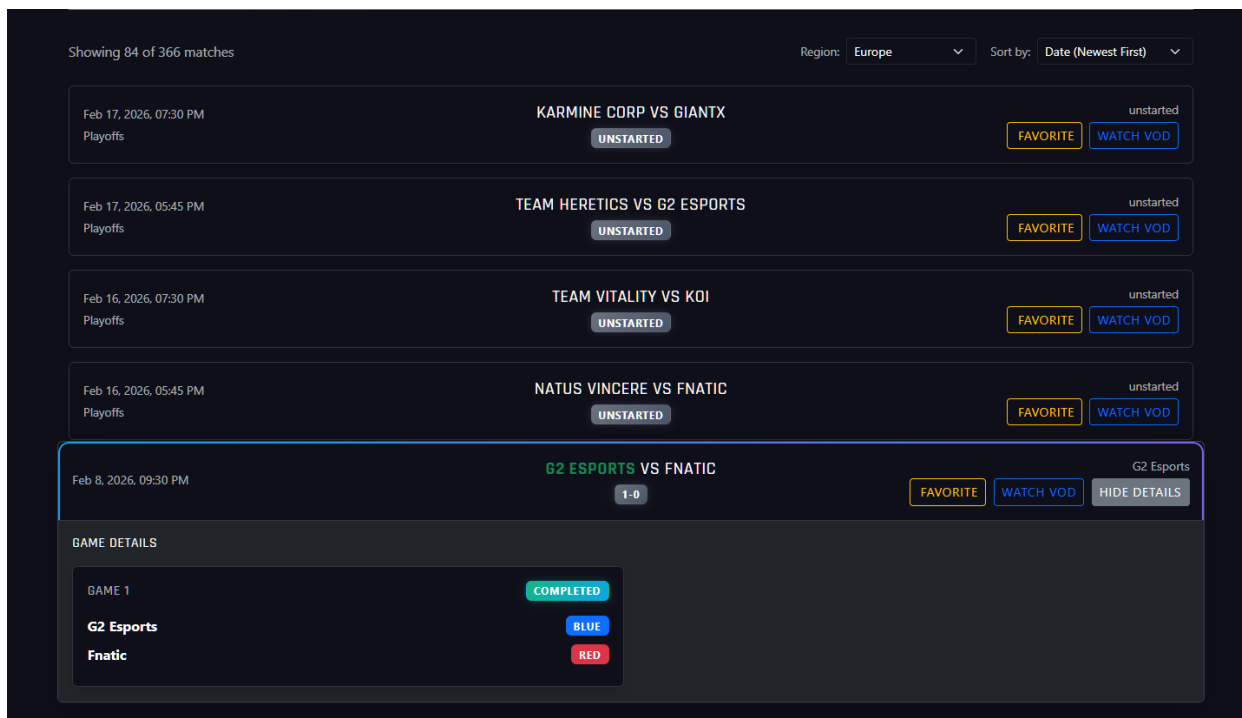 Showing 84 of 366 matches
Region: Europe Sort by: Date (Newest First)
Feb 17, 2026, 07:30 PM
Playoffs
KARMINE CORP VS GIANTX
UNSTARTED
unstarted
FAVORITE WATCH VOD
Feb 17, 2026, 05:45 PM
Playoffs
TEAM HERETICS VS G2 ESPORTS
UNSTARTED
unstarted
FAVORITE WATCH VOD
Feb 16, 2026, 07:30 PM
Playoffs
TEAM VITALITY VS KOI
UNSTARTED
unstarted
FAVORITE WATCH VOD
Feb 16, 2026, 05:45 PM
Playoffs
NATUS VINCERE VS FNATIC
UNSTARTED
unstarted
FAVORITE WATCH VOD
Feb 8, 2026, 09:30 PM
G2 ESPORTS VS FNATIC
1-0
G2 Esports
FAVORITE WATCH VOD HIDE DETAILS
GAME DETAILS
GAME 1 COMPLETED
G2 Esports BLUE
Fnatic RED